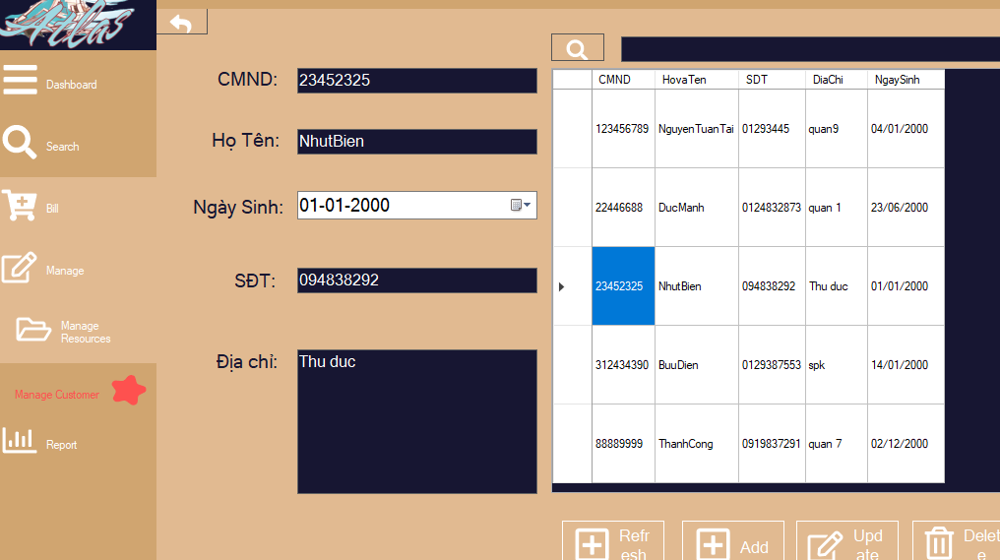 Atlas
Dashboard
Search
Bill
Manage
Manage
Resources
Manage Customer
Report
CMND: 23452325
Họ Tên: NhutBien
Ngày Sinh: 01-01-2000
SĐT: 094838292
Địa chỉ: Thu duc
CMND HovaTen SDT DiaChi NgaySinh
123456789 NguyenTuanTai 01293445 quan9 04/01/2000
22446688 DucManh 0124832873 quan 1 23/06/2000
23452325 NhutBien 094838292 Thu duc 01/01/2000
312434390 BuuDien 0129387553 spk 14/01/2000
88889999 ThanhCong 0919837291 quan 7 02/12/2000
Refr
esh
Add
Upd
ate
Delet
e